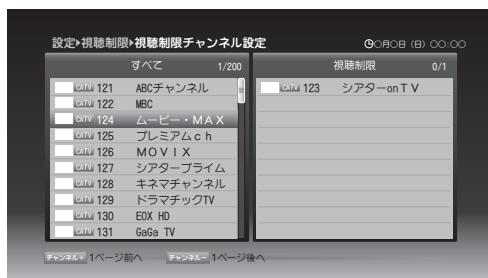 設定▶視聴制限▶視聴制限チャンネル設定 ○月○日 (日) ○○:○○
すべて 1/200
CATV 121 ABCチャンネル
CATV 122 MBC
CATV 124 ムービー・MAX
CATV 125 プレミアムch
CATV 126 MOVIX
CATV 127 シアタープライム
CATV 128 キネマチャンネル
CATV 129 ドラマチックTV
CATV 130 EOX HD
CATV 131 GaGa TV
視聴制限 0/1
CATV 123 シアターonTV
チャンネル+ 1ページ前へ チャンネル− 1ページ後へ